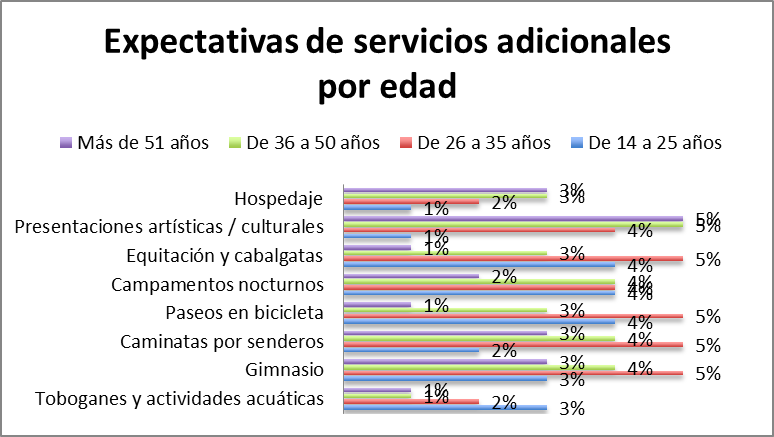 Expectativas de servicios adicionales
por edad
Más de 51 años De 36 a 50 años De 26 a 35 años De 14 a 25 años
Hospedaje 3% 3% 2% 1%
Presentaciones artísticas / culturales 5% 5% 4% 1%
Equitación y cabalgatas 1% 3% 5% 4%
Campamentos nocturnos 2% 4% 4% 4%
Paseos en bicicleta 1% 3% 5% 4%
Caminatas por senderos 3% 4% 5% 2%
Gimnasio 3% 4% 5% 3%
Toboganes y actividades acuáticas 1% 1% 2% 3%